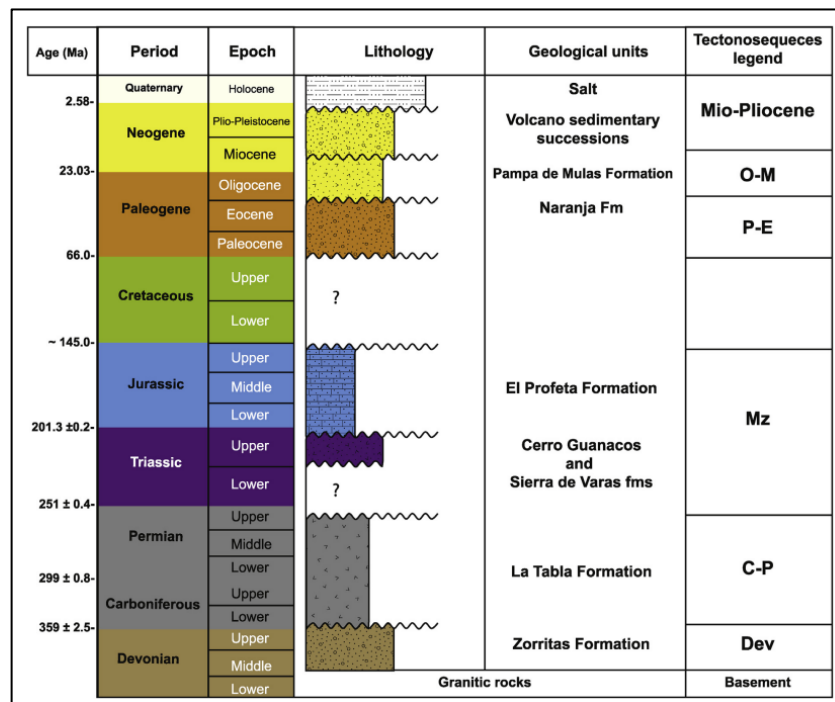 Age (Ma) Period Epoch Lithology Geological units Tectonosequeces
legend
Quaternary Holocene Salt
2.58-
Mio-Pliocene
Neogene Plio-Pleistocene Volcano sedimentary
successions
Miocene
23.03-
Pampa de Mulas Formation O-M
Oligocene
Paleogene Eocene Naranja Fm
P-E
Paleocene
66.0-
Cretaceous Upper
?
Lower
~ 145.0-
Upper
Jurassic Middle El Profeta Formation
Lower
Mz
201.3 ±0.2-
Triassic Upper Cerro Guanacos
and
Sierra de Varas fms
Lower ?
251 ± 0.4-
Upper
Permian
Middle
Lower
C-P
La Tabla Formation
299 ± 0.8-
Upper
Carboniferous Lower
359 ± 2.5-
Upper Zorritas Formation Dev
Devonian Middle
Lower Granitic rocks Basement